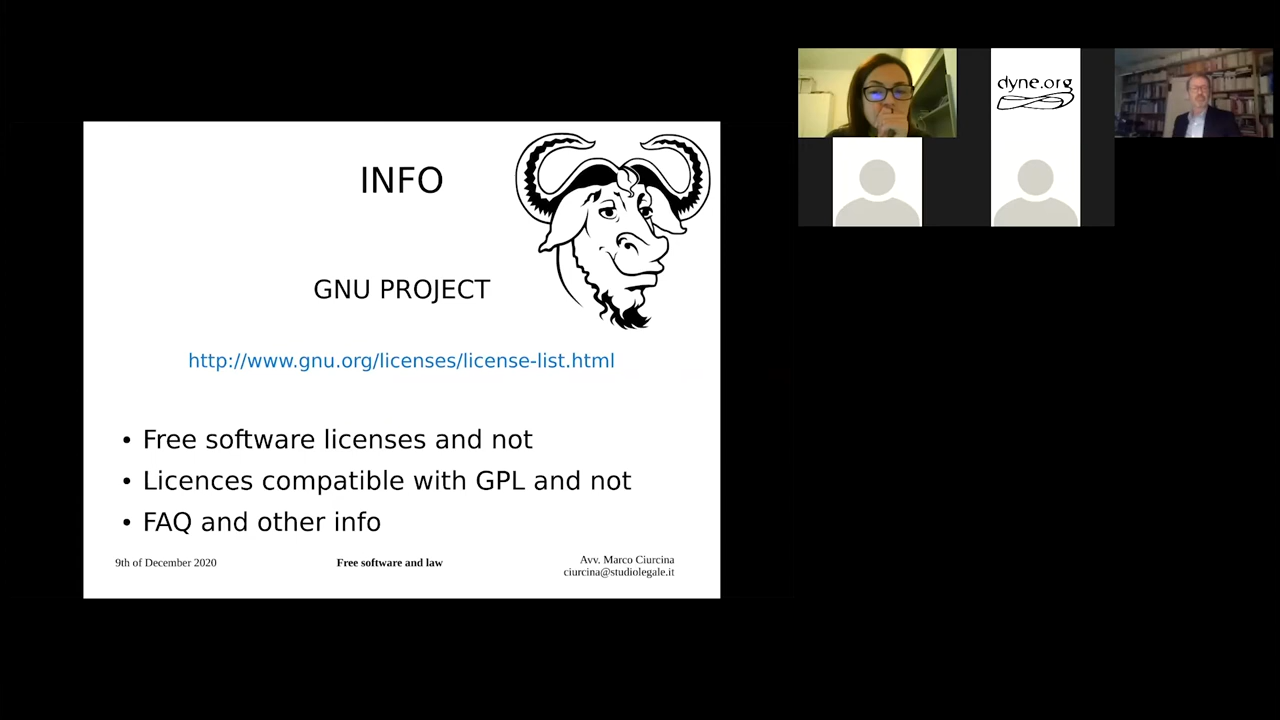 INFO
GNU PROJECT
http://www.gnu.org/licenses/license-list.html
• Free software licenses and not
• Licences compatible with GPL and not
• FAQ and other info
9th of December 2020
Free software and law
Avv. Marco Ciurcina
ciurcina@studiolegale.it
dyne.org